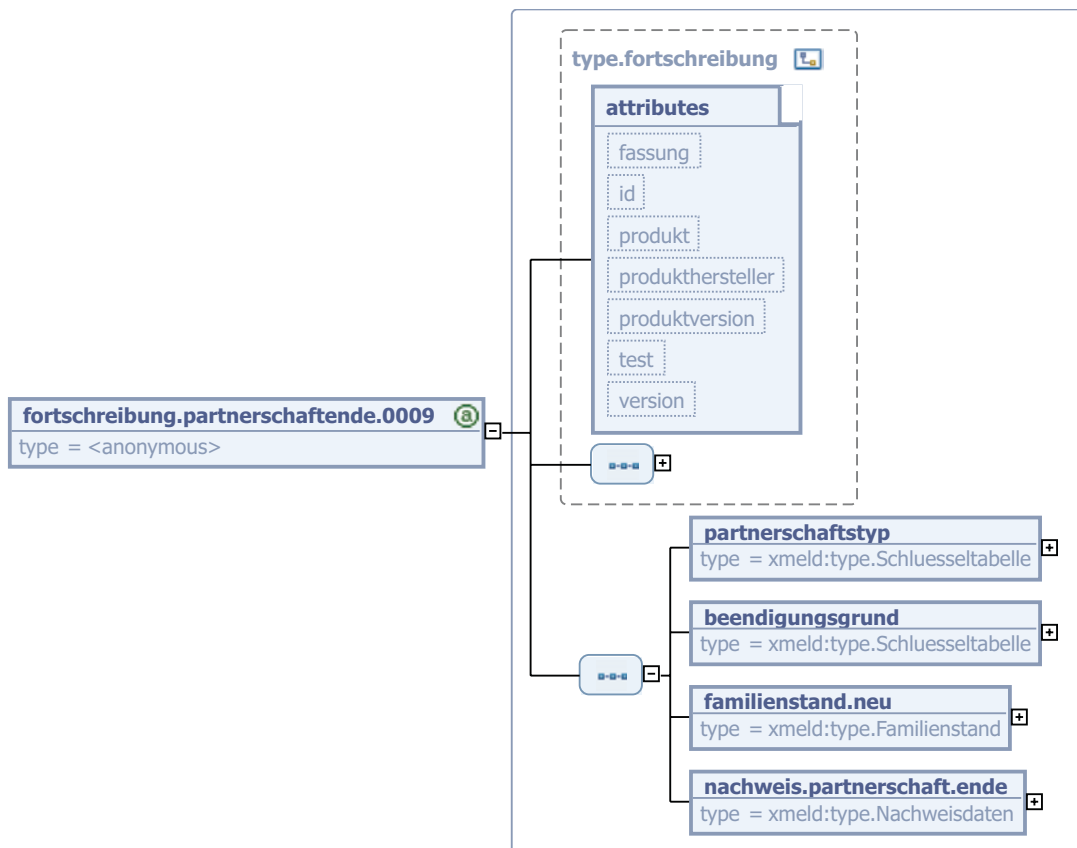 type.fortschreibung
attributes
fassung
id
produkt
produkthersteller
produktversion
test
version
fortschreibung.partnerschaftende.0009 @
type = <anonymous>
partnerschaftstyp
type = xmeld:type.Schluesseltabelle
beendigungsgrund
type = xmeld:type.Schluesseltabelle
familienstand.neu
type = xmeld:type.Familienstand
nachweis.partnerschaft.ende
type = xmeld:type.Nachweisdaten